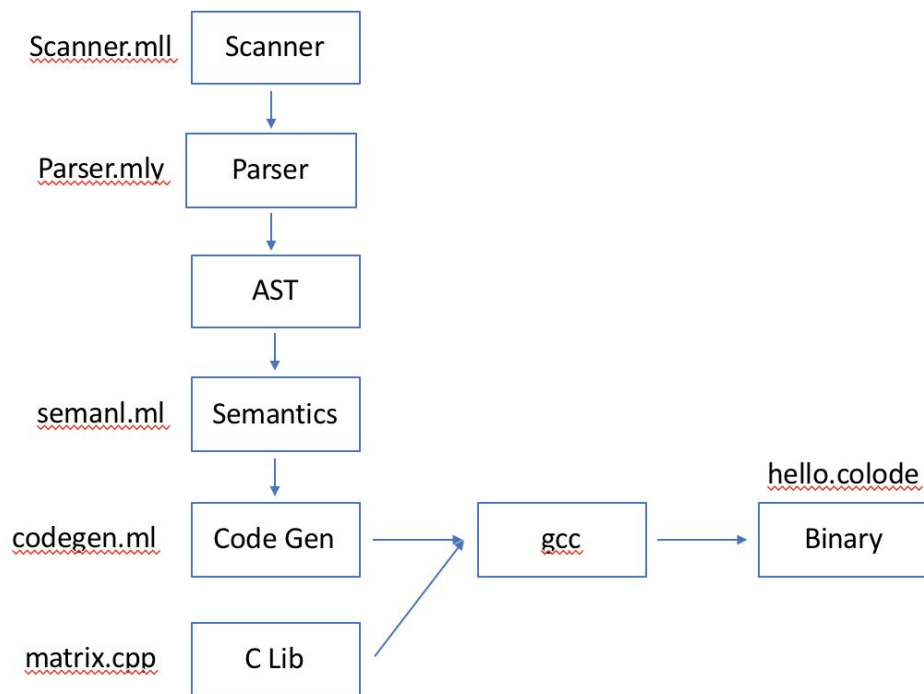 Scanner.mll Scanner
Parser.mly Parser
AST
semanl.ml Semantics
hello.colode
codegen.ml Code Gen gcc Binary
matrix.cpp C Lib